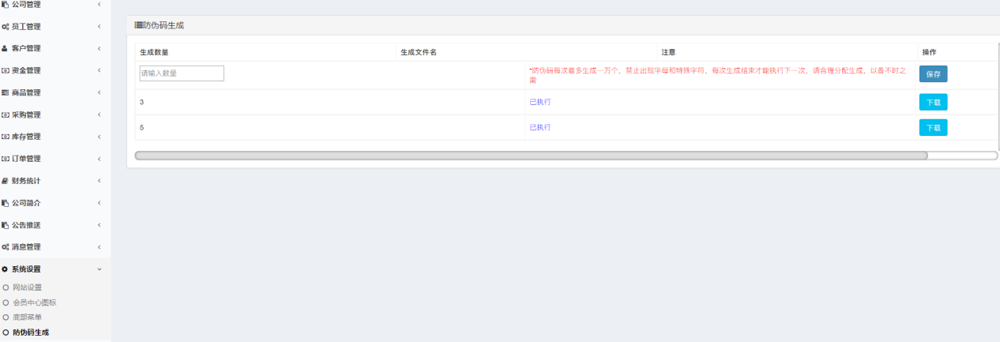 公司管理
员工管理
客户管理
资金管理
商品管理
采购管理
库存管理
订单管理
财务统计
公司简介
公告推送
消息管理
系统设置
网站设置
会员中心图标
底部菜单
防伪码生成
防伪码生成
生成数量 生成文件名 注意 操作
请输入数量 *防伪码每次最多生成一万个，禁止出现字母和特殊字符，每次生成结束才能执行下一次，请合理分配生成，以备不时之 保存
需
3 已执行 下载
5 已执行 下载